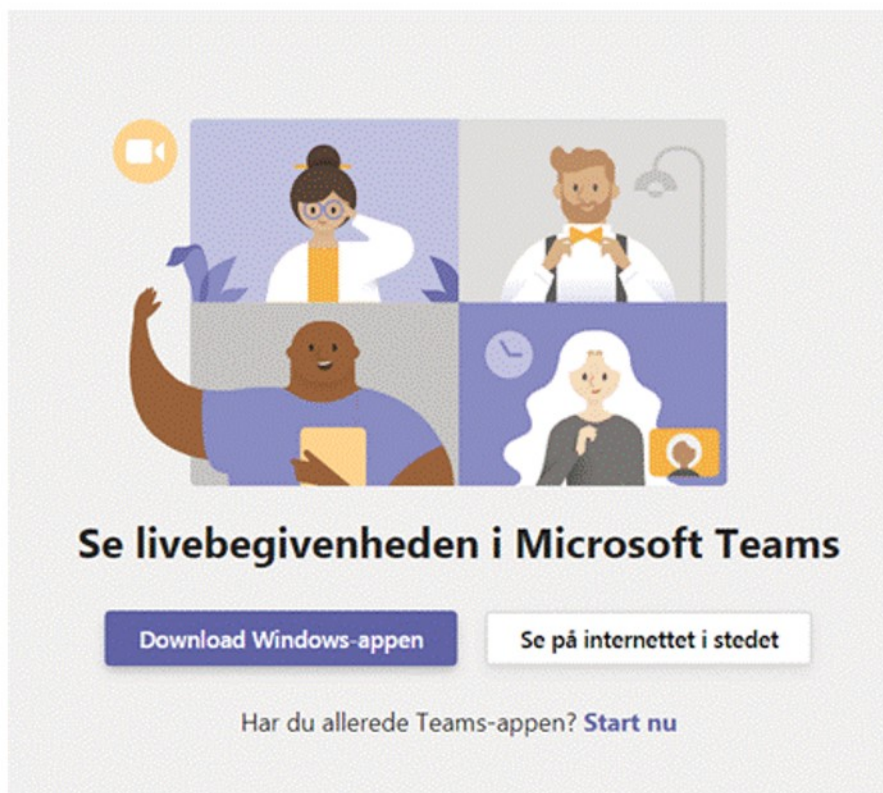 Se livebegivenheden i Microsoft Teams
Download Windows-appen
Se på internettet i stedet
Har du allerede Teams-appen? Start nu